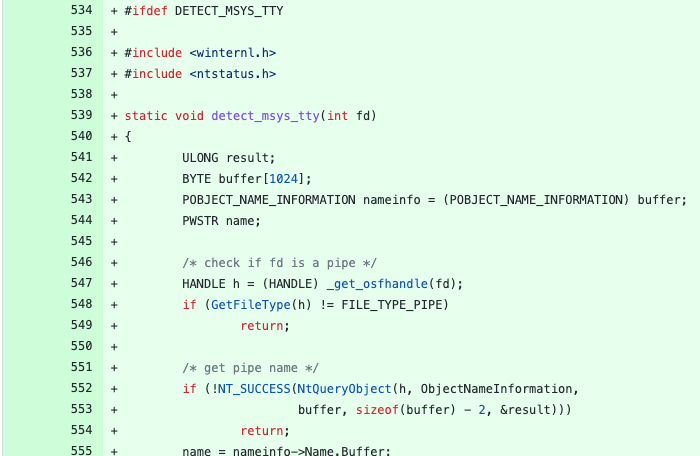 534 + #ifdef DETECT_MSYS_TTY
535 +
536 + #include <winternl.h>
537 + #include <ntstatus.h>
538 +
539 + static void detect_msys_tty(int fd)
540 + {
541 + ULONG result;
542 + BYTE buffer[1024];
543 + POBJECT_NAME_INFORMATION nameinfo = (POBJECT_NAME_INFORMATION) buffer;
544 + PWSTR name;
545 +
546 + /* check if fd is a pipe */
547 + HANDLE h = (HANDLE) _get_osfhandle(fd);
548 + if (GetFileType(h) != FILE_TYPE_PIPE)
549 + return;
550 +
551 + /* get pipe name */
552 + if (!NT_SUCCESS(NtQueryObject(h, ObjectNameInformation,
553 + buffer, sizeof(buffer) - 2, &result)))
554 + return;
555 + name = nameinfo->Name.Buffer;